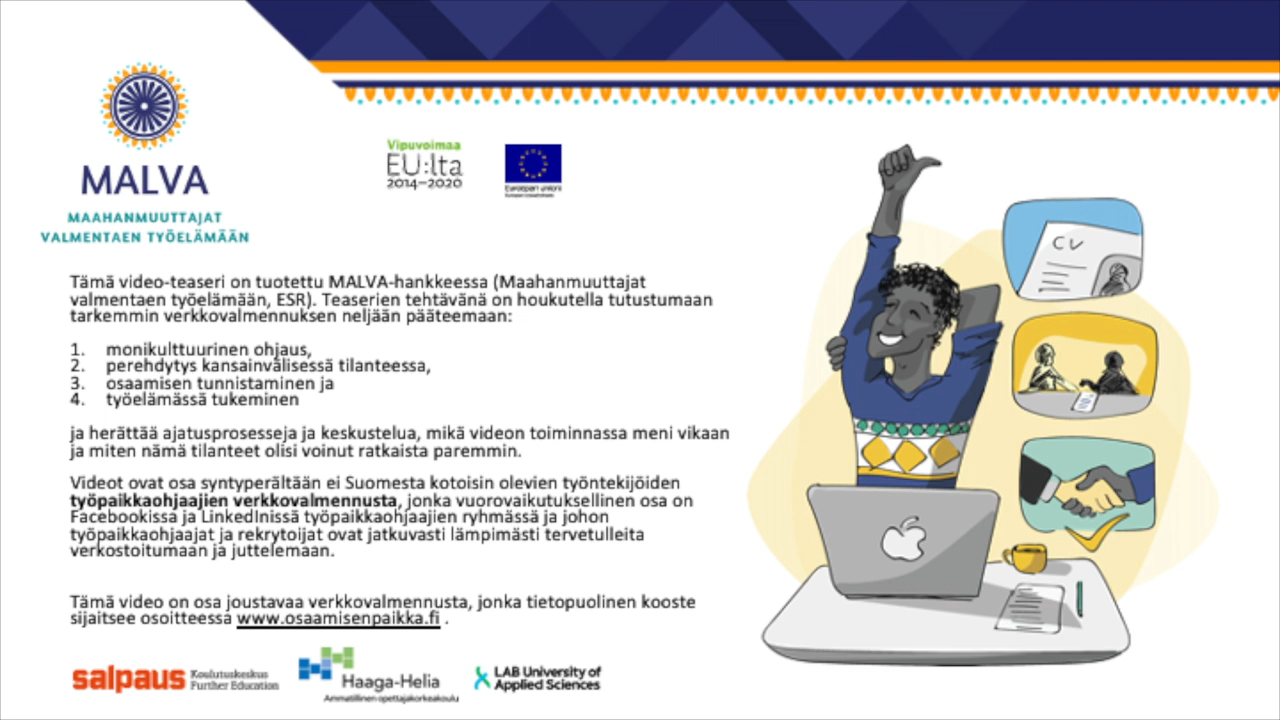 MALVA
MAAHANMUUTTAJAT
VALMENTAEN TYÖELÄMÄÄN
Vipuvoimaa
EU:lta
2014–2020
Euroopan unioni
Tämä video-teaseri on tuotettu MALVA-hankkeessa (Maahanmuuttajat
valmentaen työelämään, ESR). Teaserien tehtävänä on houkutella tutustumaan
tarkemmin verkkovalmennuksen neljään pääteemaan:
1. monikulttuurinen ohjaus,
2. perehdytys kansainvälisessä tilanteessa,
3. osaamisen tunnistaminen ja
4. työelämässä tukeminen
ja herättää ajatusprosesseja ja keskustelua, mikä videon toiminnassa meni vikaan
ja miten nämä tilanteet olisi voinut ratkaista paremmin.
Videot ovat osa syntyperältään ei Suomesta kotoisin olevien työntekijöiden
työpaikkaohjaajien verkkovalmennusta, jonka vuorovaikutuksellinen osa on
Facebookissa ja LinkedInissä työpaikkaohjaajien ryhmässä ja johon
työpaikkaohjaajat ja rekrytoijat ovat jatkuvasti lämpimästi tervetulleita
verkostoitumaan ja juttelemaan.
Tämä video on osa joustavaa verkkovalmennusta, jonka tietopuolinen kooste
sijaitsee osoitteessa www.osaamisenpaikka.fi .
CV
salpaus Koulutuskeskus
Further Education
Haaga-Helia
Ammatillinen opettajakorkeakoulu
LAB University of
Applied Sciences